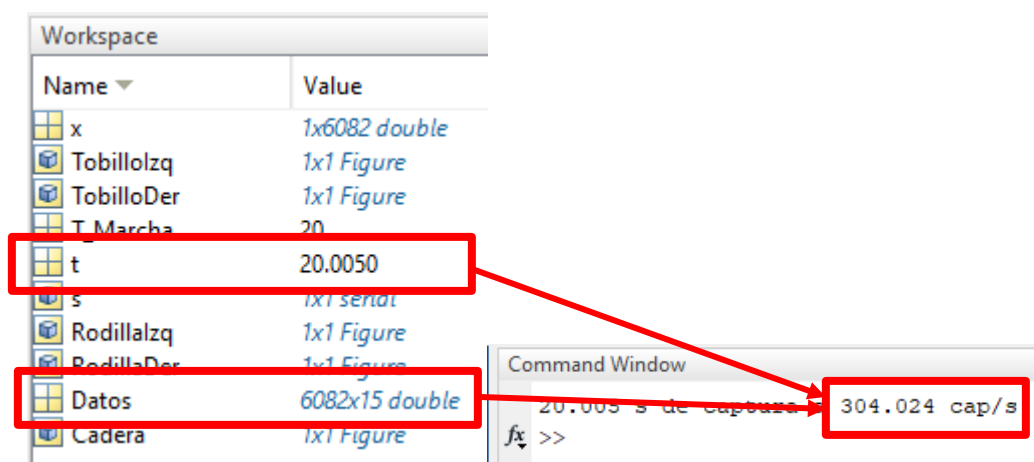 Workspace
Name Value
x 1x6082 double
TobilloIzq 1x1 Figure
TobilloDer 1x1 Figure
T_Marcha 20
t 20.0050
s 1x1 serial
RodillaIzq 1x1 Figure
RodillaDer 1x1 Figure
Datos 6082x15 double
Cadera 1x1 Figure
Command Window
20.005 s de captura a 304.024 cap/s
fx >>